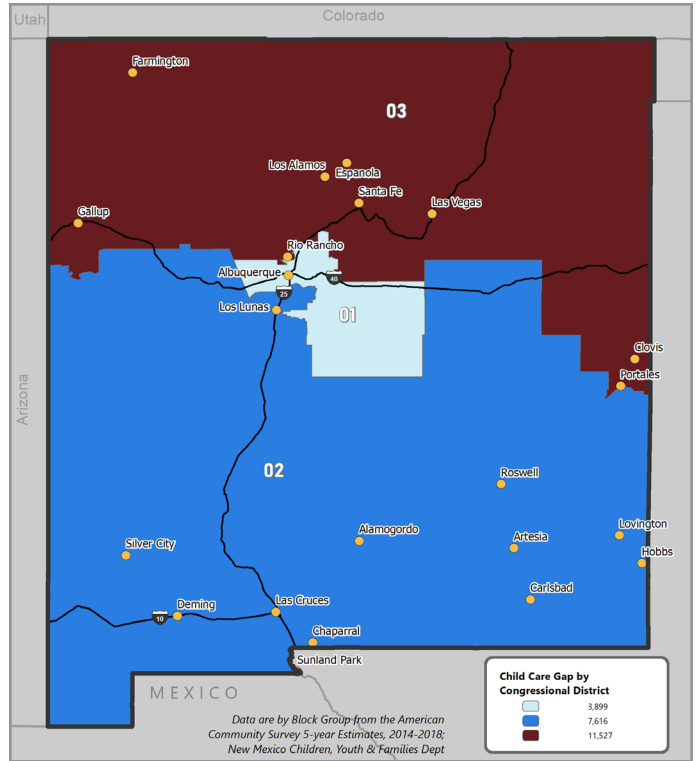 Utah
Colorado
Farmington
03
Los Alamos
Espanola
Santa Fe
Las Vegas
Gallup
Rio Rancho
Albuquerque
40
25
Los Lunas
01
Clovis
Portales
Arizona
02
Roswell
Alamogordo
Artesia
Lovington
Silver City
Hobbs
Carlsbad
Deming
10
Las Cruces
Chaparral
Sunland Park
MEXICO
Child Care Gap by
Congressional District
3,899
7,616
11,527
Data are by Block Group from the American
Community Survey 5-year Estimates, 2014-2018;
New Mexico Children, Youth & Families Dept